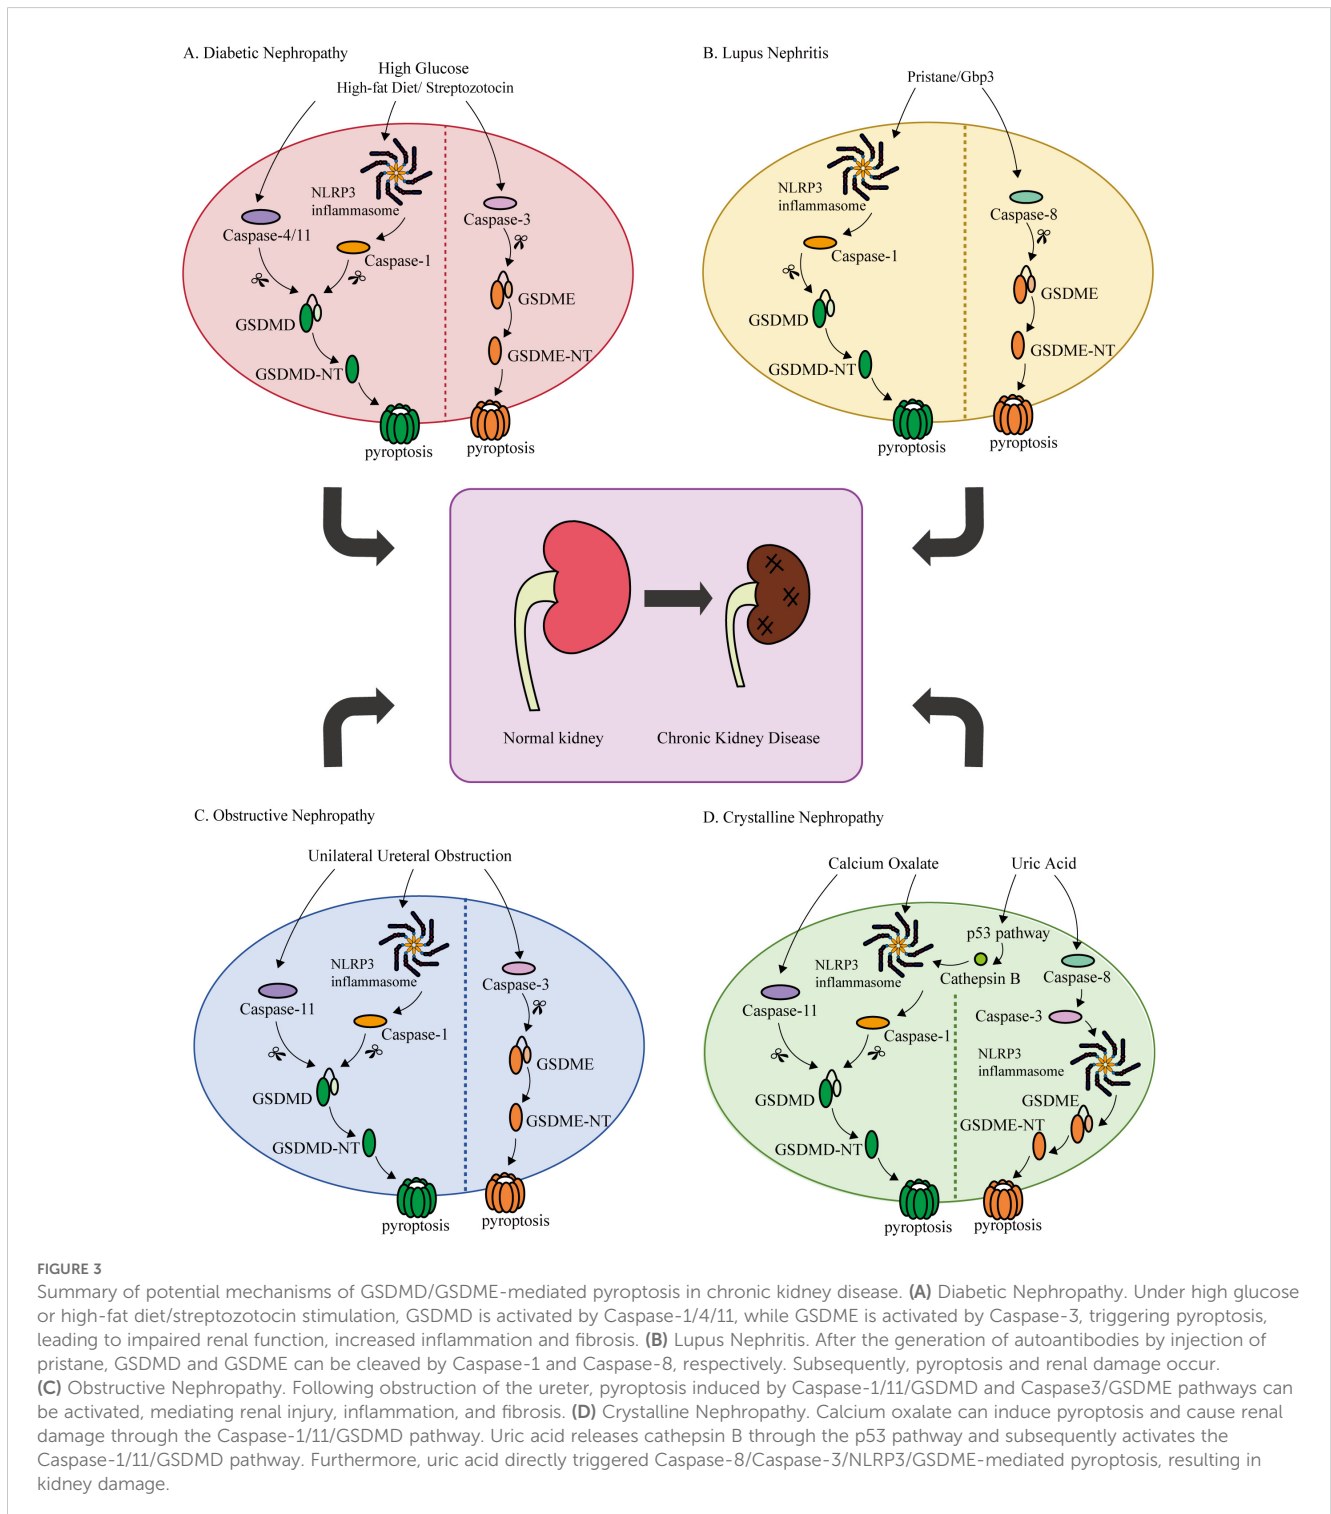 A. Diabetic Nephropathy
High Glucose
High-fat Diet/ Streptozotocin
NLRP3
inflammasome
Caspase-4/11
Caspase-1
Caspase-3
GSDMD
GSDME
GSDMD-NT
GSDME-NT
pyroptosis
pyroptosis
B. Lupus Nephritis
Pristane/Gbp3
NLRP3
inflammasome
Caspase-8
Caspase-1
GSDMD
GSDME
GSDMD-NT
GSDME-NT
pyroptosis
pyroptosis
Normal kidney
Chronic Kidney Disease
C. Obstructive Nephropathy
Unilateral Ureteral Obstruction
NLRP3
inflammasome
Caspase-11
Caspase-1
Caspase-3
GSDMD
GSDME
GSDMD-NT
GSDME-NT
pyroptosis
pyroptosis
D. Crystalline Nephropathy
Calcium Oxalate
Uric Acid
p53 pathway
NLRP3
inflammasome
Cathepsin B
Caspase-8
Caspase-11
Caspase-1
Caspase-3
NLRP3
inflammasome
GSDMD
GSDME
GSDMD-NT
GSDME-NT
pyroptosis
pyroptosis
FIGURE 3
Summary of potential mechanisms of GSDMD/GSDME-mediated pyroptosis in chronic kidney disease. (A) Diabetic Nephropathy. Under high glucose
or high-fat diet/streptozotocin stimulation, GSDMD is activated by Caspase-1/4/11, while GSDME is activated by Caspase-3, triggering pyroptosis,
leading to impaired renal function, increased inflammation and fibrosis. (B) Lupus Nephritis. After the generation of autoantibodies by injection of
pristane, GSDMD and GSDME can be cleaved by Caspase-1 and Caspase-8, respectively. Subsequently, pyroptosis and renal damage occur.
(C) Obstructive Nephropathy. Following obstruction of the ureter, pyroptosis induced by Caspase-1/11/GSDMD and Caspase3/GSDME pathways can
be activated, mediating renal injury, inflammation, and fibrosis. (D) Crystalline Nephropathy. Calcium oxalate can induce pyroptosis and cause renal
damage through the Caspase-1/11/GSDMD pathway. Uric acid releases cathepsin B through the p53 pathway and subsequently activates the
Caspase-1/11/GSDMD pathway. Furthermore, uric acid directly triggered Caspase-8/Caspase-3/NLRP3/GSDME-mediated pyroptosis, resulting in
kidney damage.